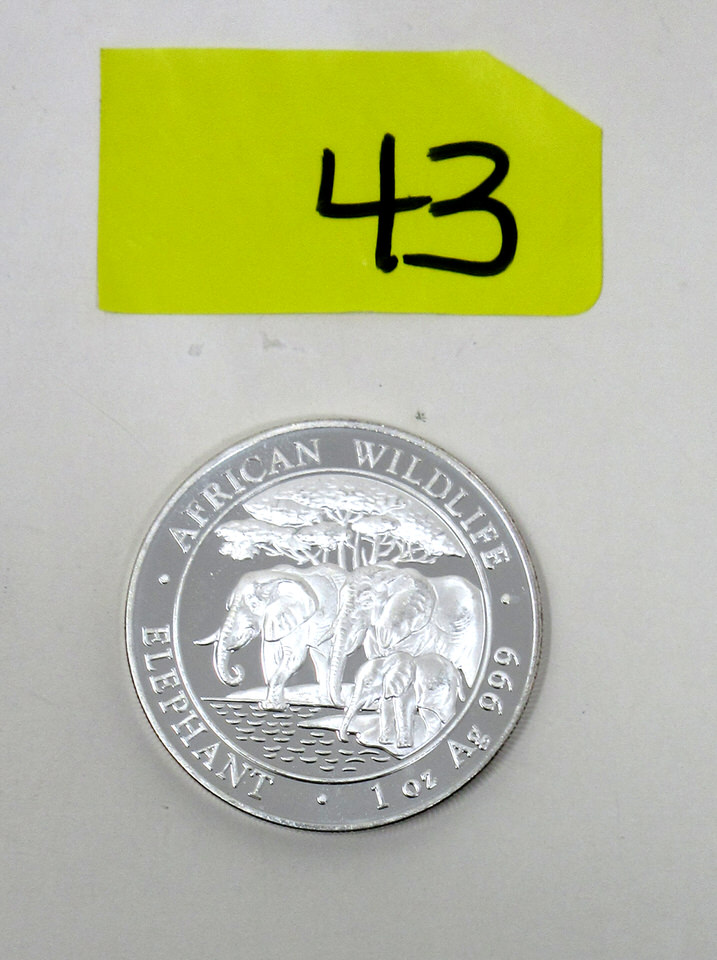 43
AFRICAN WILDLIFE
ELEPHANT • 1 oz Ag 999